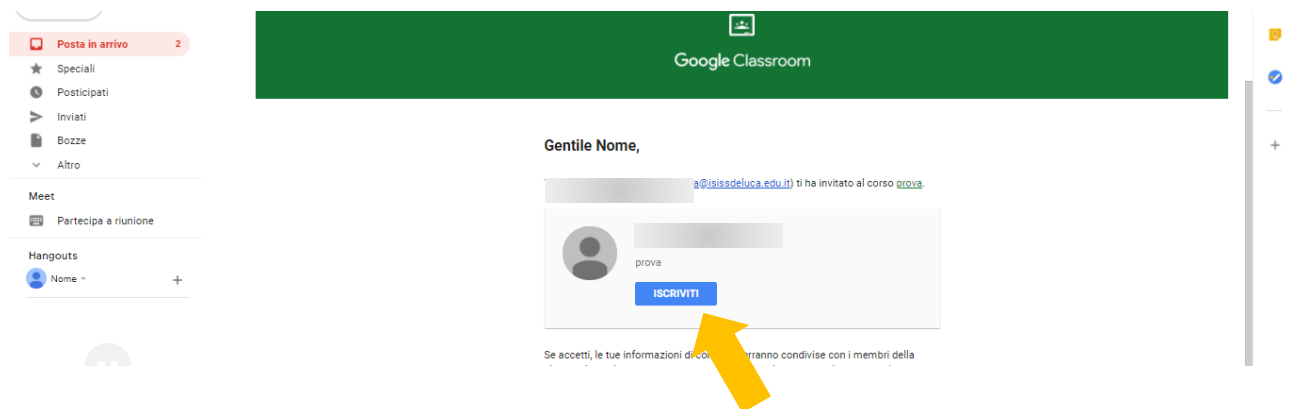 Posta in arrivo 2
Speciali
Posticipati
Inviati
Bozze
Altro
Meet
Partecipa a riunione
Hangouts
Nome
Google Classroom
Gentile Nome,
a@isissdeluca.edu.it) ti ha invitato al corso prova.
prova
ISCRIVITI
Se accetti, le tue informazioni di verranno condivise con i membri della